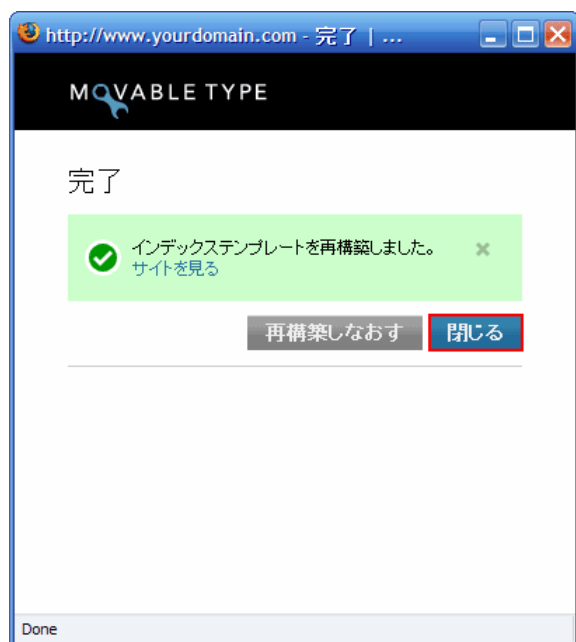 http://www.yourdomain.com - 完了 | ...
MOVABLE TYPE
完了
インデックステンプレートを再構築しました。
サイトを見る
再構築しなおす 閉じる
Done